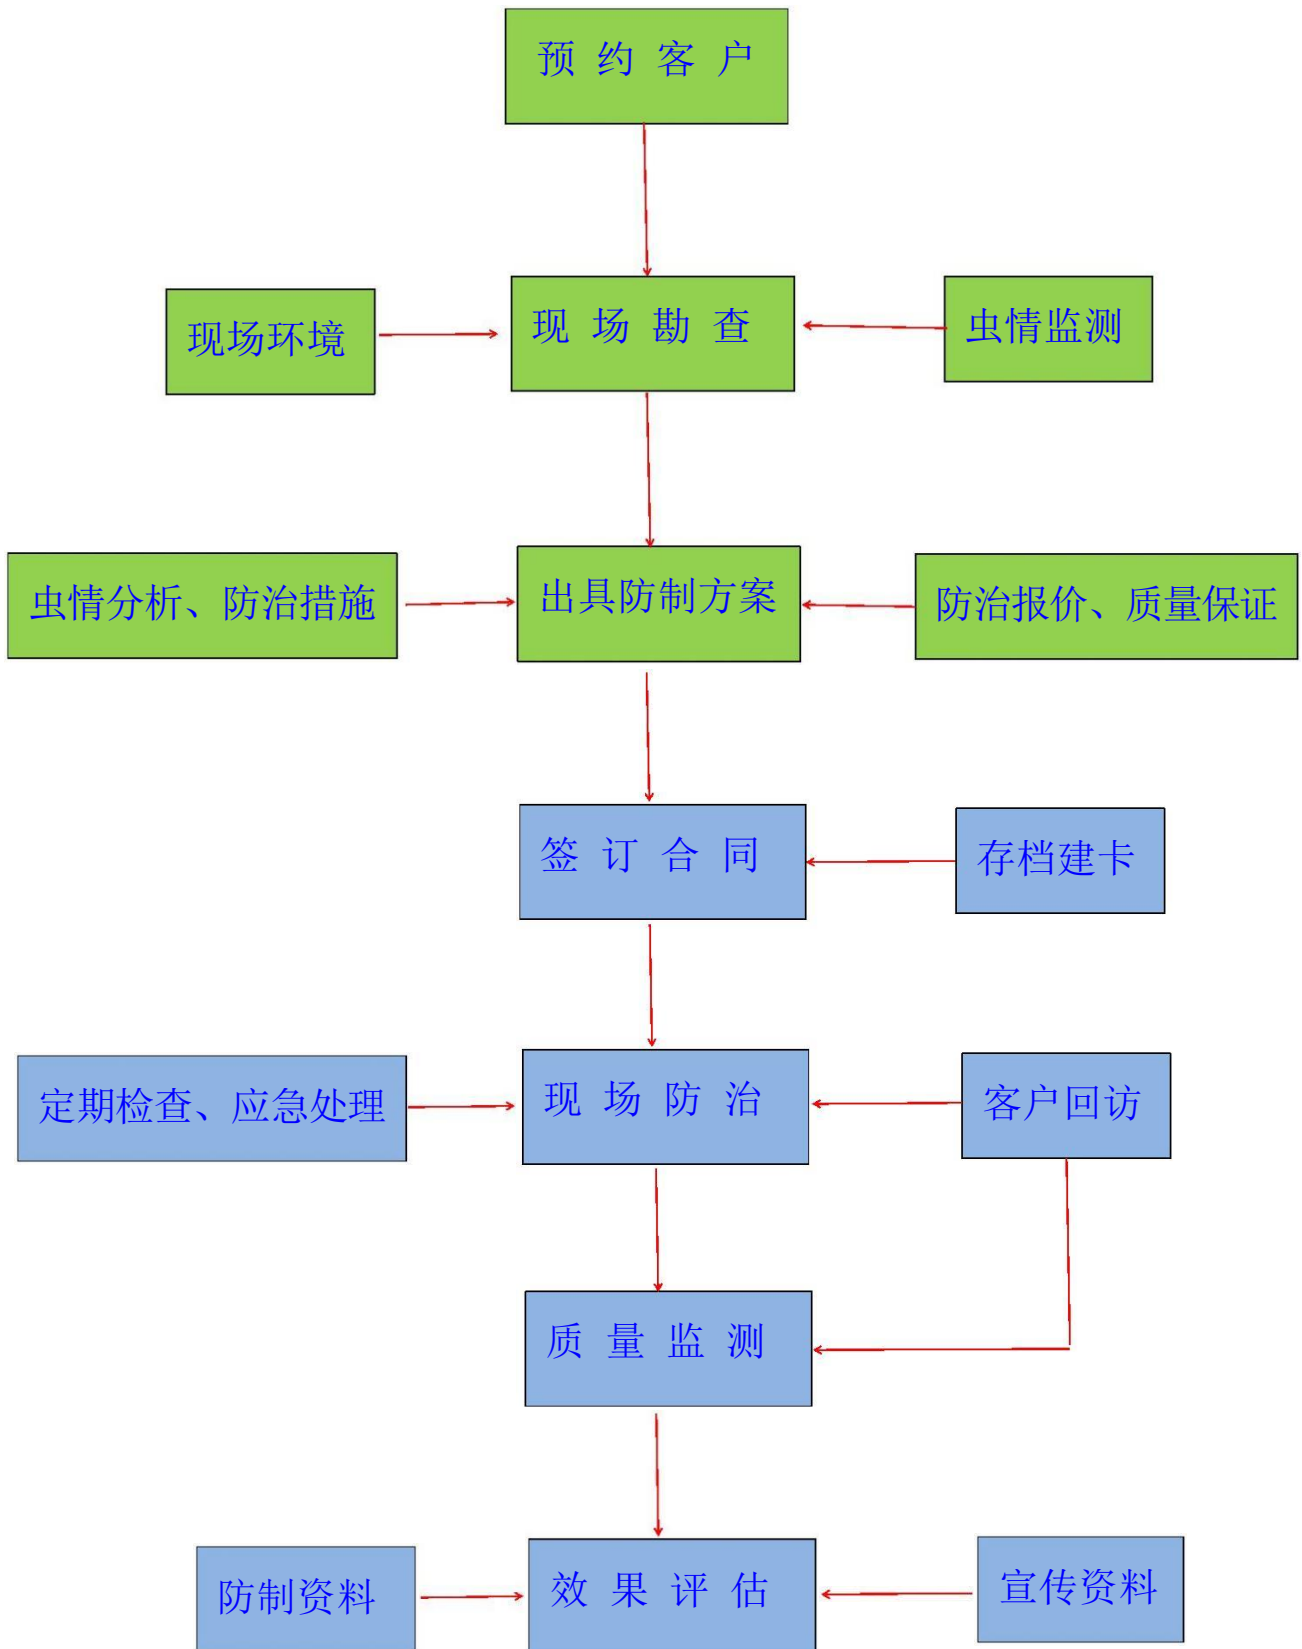 预约客户
现场环境
现场勘查
虫情监测
虫情分析、防治措施
出具防制方案
防治报价、质量保证
签订合同
存档建卡
定期检查、应急处理
现场防治
客户回访
质量监测
防制资料
效果评估
宣传资料